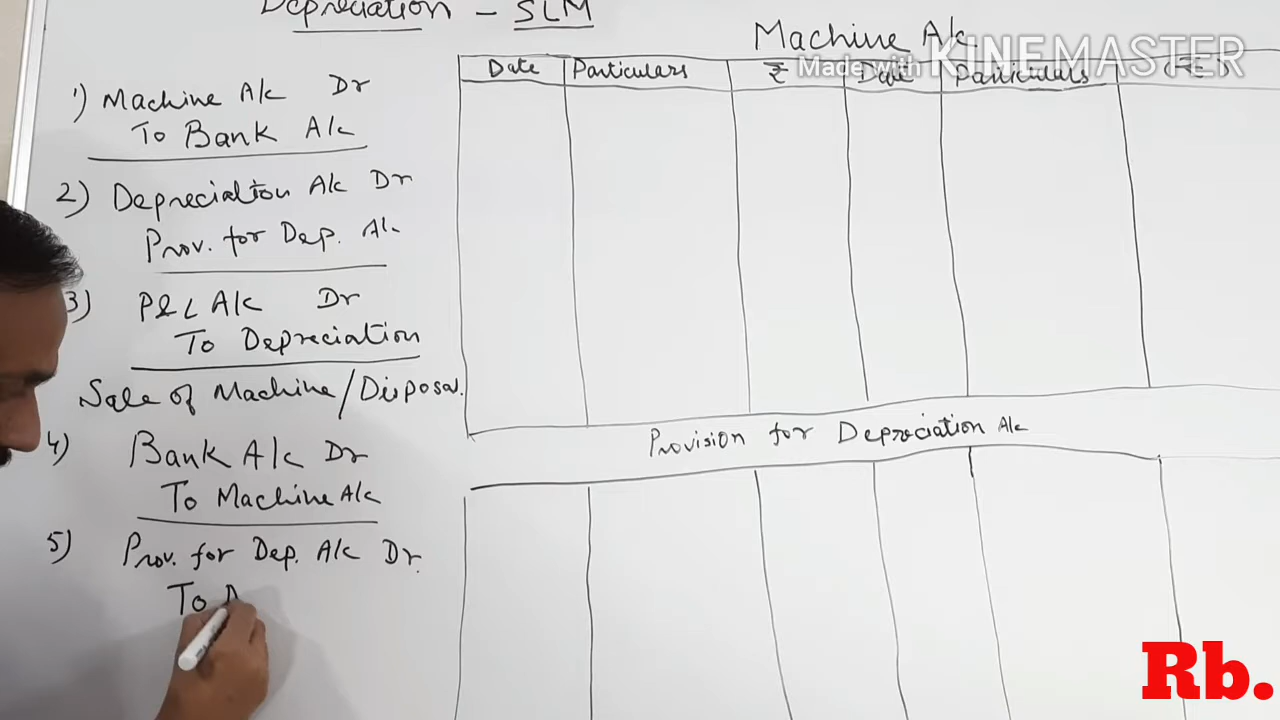 Depreciation - SLM
1) Machine A/c Dr
To Bank A/c
2) Depreciation A/c Dr
Prov. for Dep. A/c
3) P&L A/c Dr
To Depreciation
Sale of Machine/Disposal.
4) Bank A/c Dr
To Machine A/c
5) Prov. for Dep. A/c Dr.
To
Machine A/c
Made with KINEMASTER
Date Particulars ₹ Date Particulars ₹
Provision for Depreciation A/c
Rb.